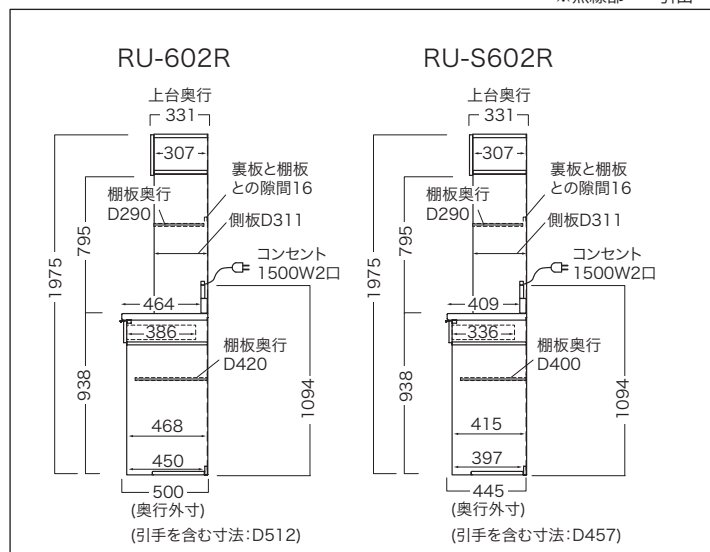 RU-602R
上台奥行
331
307
裏板と棚板
との隙間16
棚板奥行
D290
側板D311
795
1975
コンセント
1500W2口
464
386
棚板奥行
D420
938
1094
468
450
500
(奥行外寸)
(引手を含む寸法:D512)
RU-S602R
上台奥行
331
307
裏板と棚板
との隙間16
棚板奥行
D290
側板D311
795
1975
コンセント
1500W2口
409
336
棚板奥行
D400
938
1094
415
397
445
(奥行外寸)
(引手を含む寸法:D457)